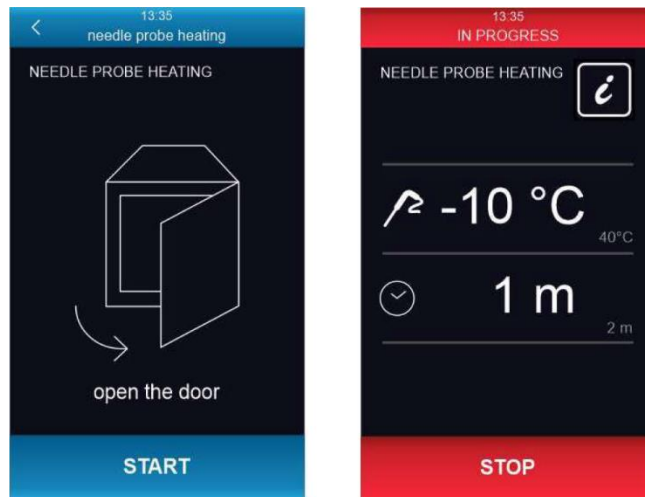 13:35
needle probe heating
NEEDLE PROBE HEATING
open the door
START
13:35
IN PROGRESS
NEEDLE PROBE HEATING
i
-10 °C
40°C
1 m
2 m
STOP